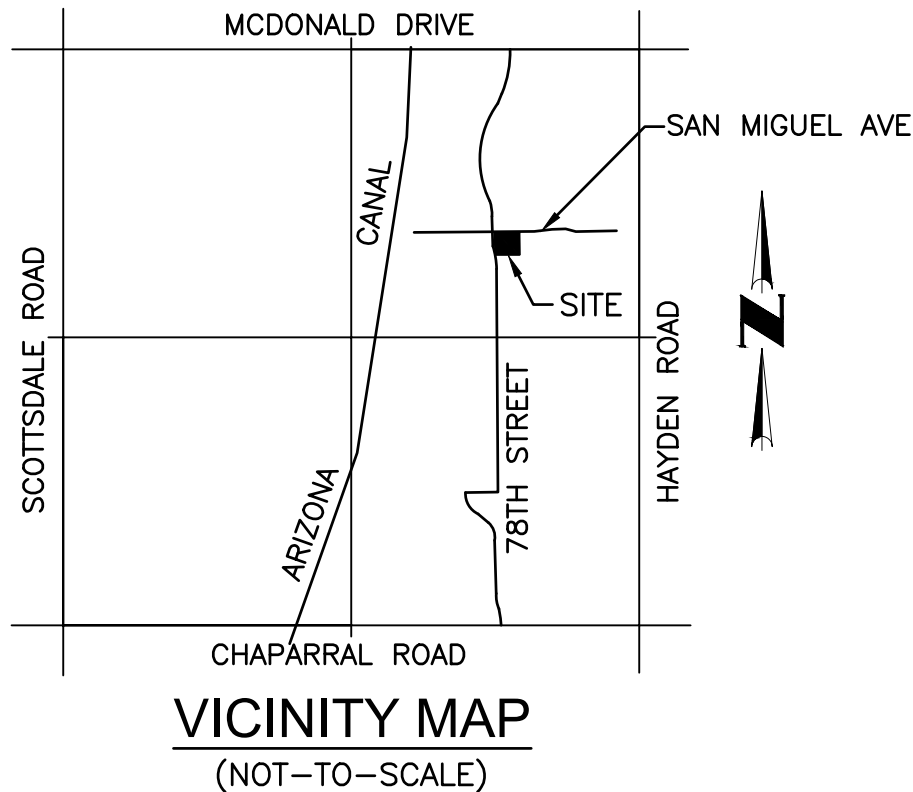 MCDONALD DRIVE
SAN MIGUEL AVE
CANAL
SCOTTSDALE ROAD
SITE
N
HAYDEN ROAD
78TH STREET
ARIZONA
CHAPARRAL ROAD
VICINITY MAP
(NOT-TO-SCALE)